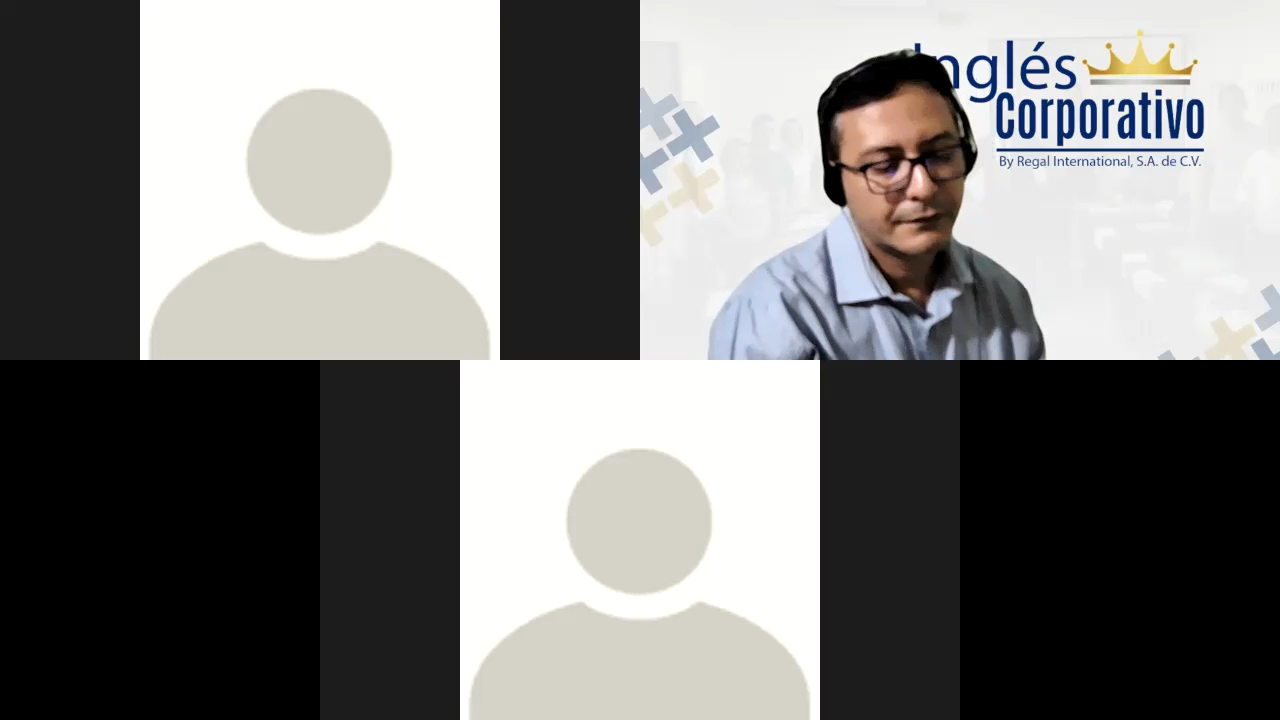 Inglés
Corporativo
By Regal International, S.A. de C.V.